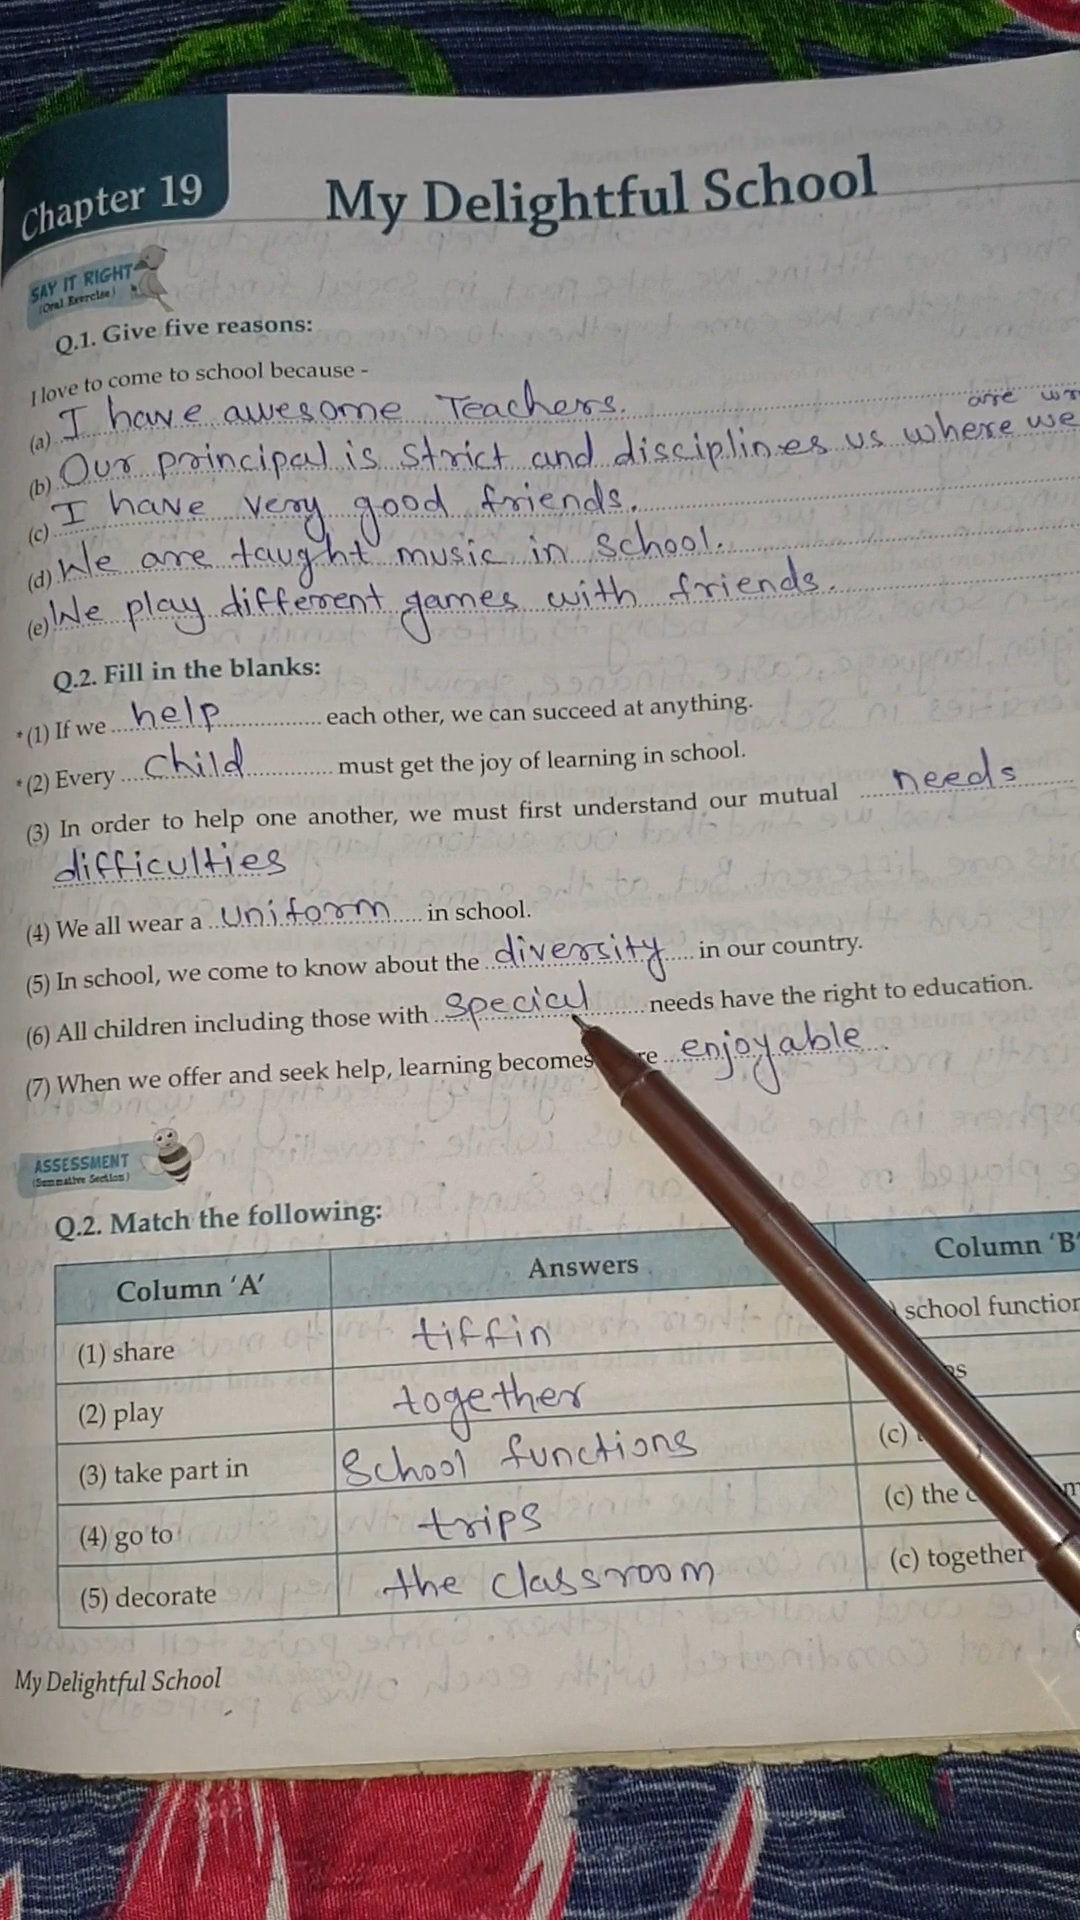 Chapter 19
My Delightful School
SAY IT RIGHT
(Oral Exercise)
Q.1. Give five reasons:
I love to come to school because -
(a) I have awesome Teachers.
are
(b) Our principal is strict and disciplines us where we
(c) I have very good friends.
(d) We are taught music in school.
(e) We play different games with friends.
Q.2. Fill in the blanks:
*(1) If we help each other, we can succeed at anything.
*(2) Every child must get the joy of learning in school.
(3) In order to help one another, we must first understand our mutual needs
difficulties
(4) We all wear a uniform in school.
(5) In school, we come to know about the diversity in our country.
(6) All children including those with special needs have the right to education.
(7) When we offer and seek help, learning becomes enjoyable.
ASSESSMENT
(Summative Section)
Q.2. Match the following:
Column 'A' Answers Column 'B'
(1) share tiffin school function
(2) play together
(3) take part in School functions (c)
(4) go to trips (c) the
(5) decorate the classroom (c) together
My Delightful School